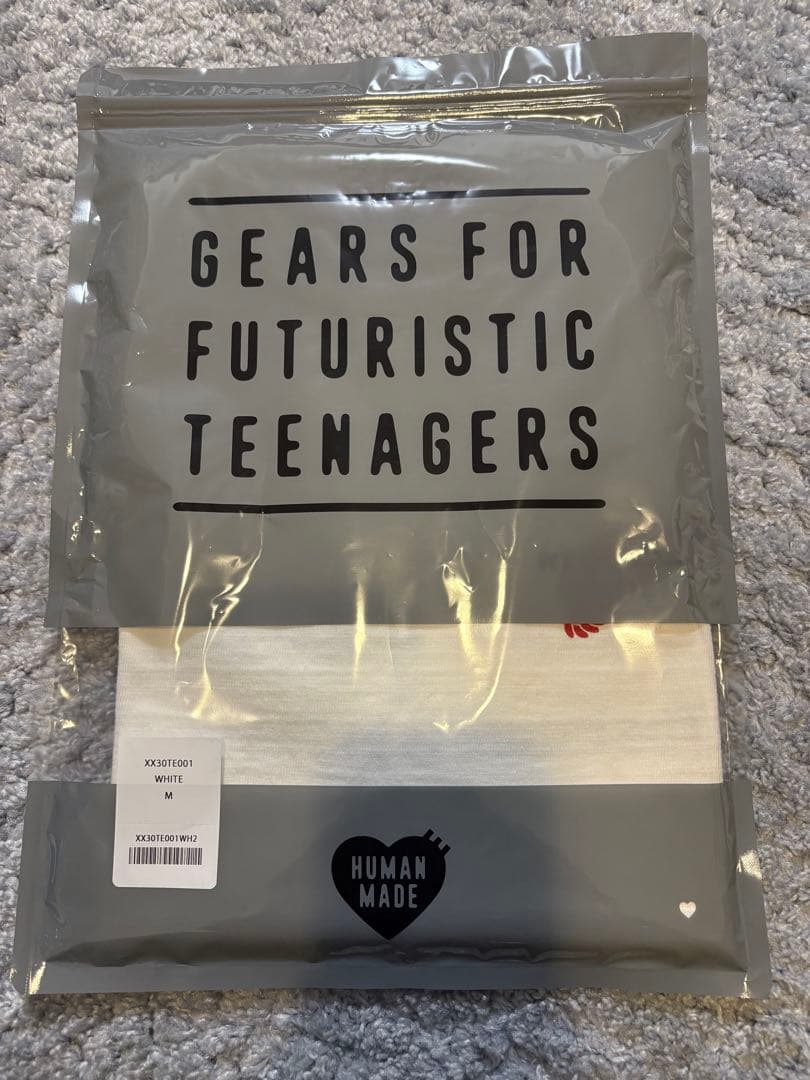 GEARS FOR
FUTURISTIC
TEENAGERS
XX30TE001
WHITE
M
XX30TE001WH2
HUMAN
MADE